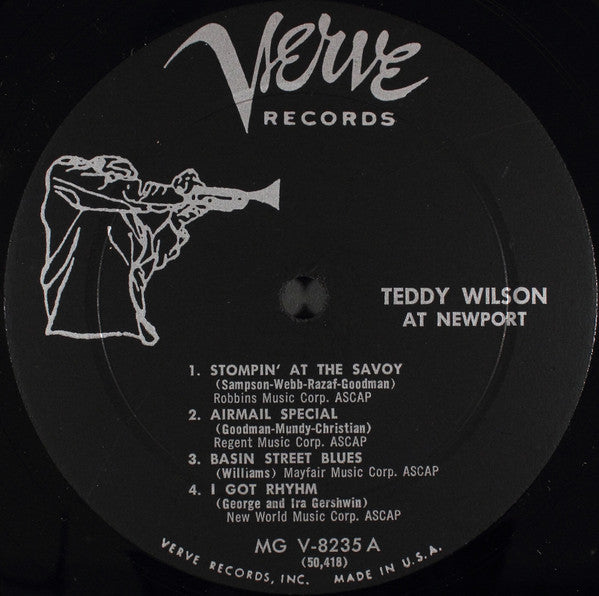 Verve
RECORDS
TEDDY WILSON
AT NEWPORT
1. STOMPIN' AT THE SAVOY
(Sampson-Webb-Razaf-Goodman)
Robbins Music Corp. ASCAP
2. AIRMAIL SPECIAL
(Goodman-Mundy-Christian)
Regent Music Corp. ASCAP
3. BASIN STREET BLUES
(Williams) Mayfair Music Corp. ASCAP
4. I GOT RHYHM
(George and Ira Gershwin)
New World Music Corp. ASCAP
MG V-8235 A
(50,418)
VERVE RECORDS, INC. MADE IN U.S.A.